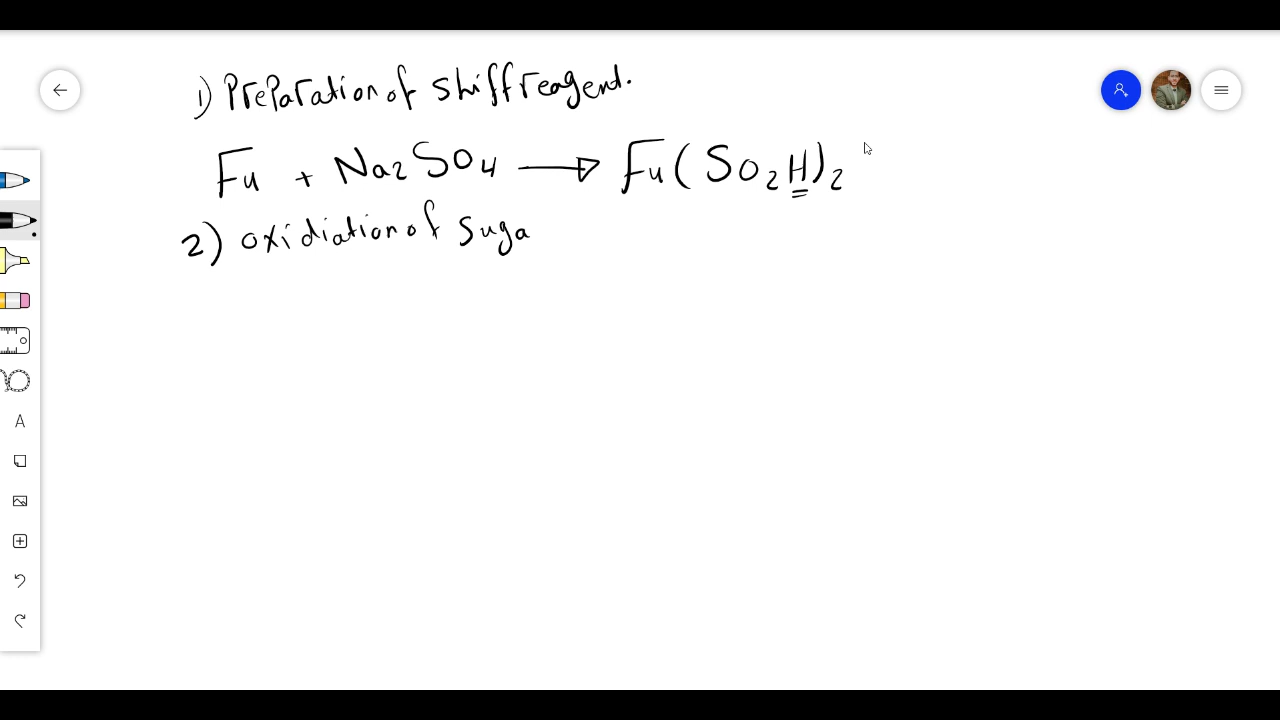 1) Preparation of shiff reagent.
Fu + Na2SO4 → Fu(SO2H)2
2) oxidiation of Suga
A